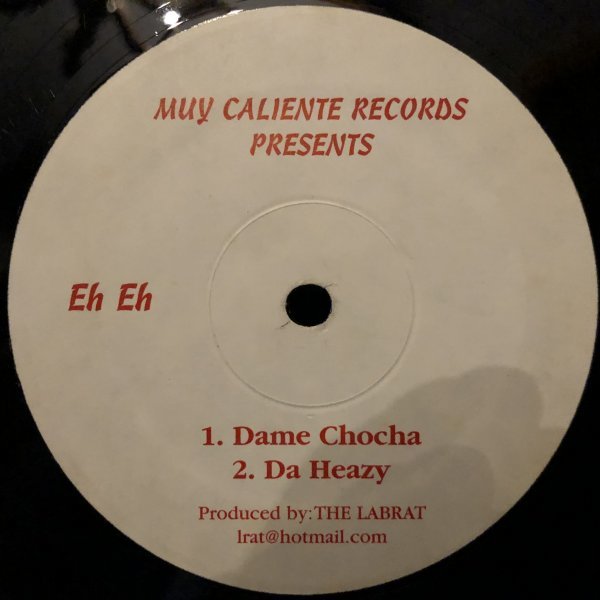 MUY CALIENTE RECORDS
PRESENTS
Eh Eh
1. Dame Chocha
2. Da Heazy
Produced by:THE LABRAT
lrat@hotmail.com